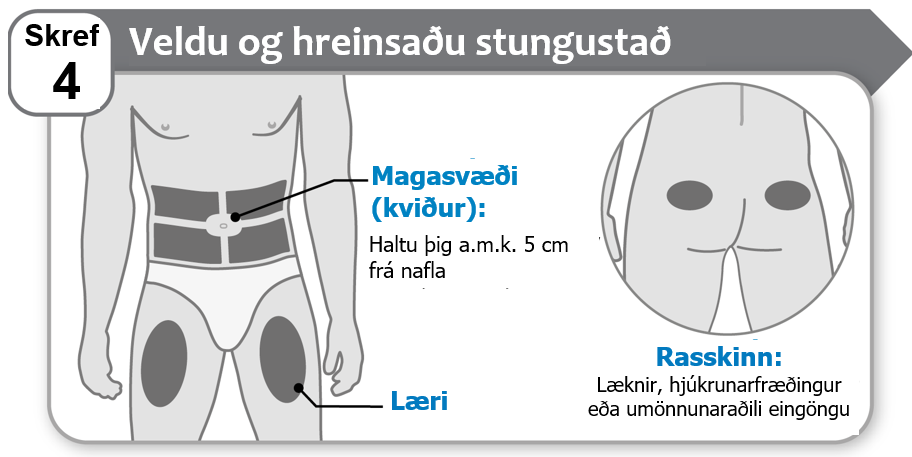 Skref
4
Veldu og hreinsaðu stungustað
Magasvæði
(kviður):
Haltu þig a.m.k. 5 cm
frá nafla
Læri
Rasskinn:
Læknir, hjúkrunarfræðingur
eða umönnunaraðili eingöngu